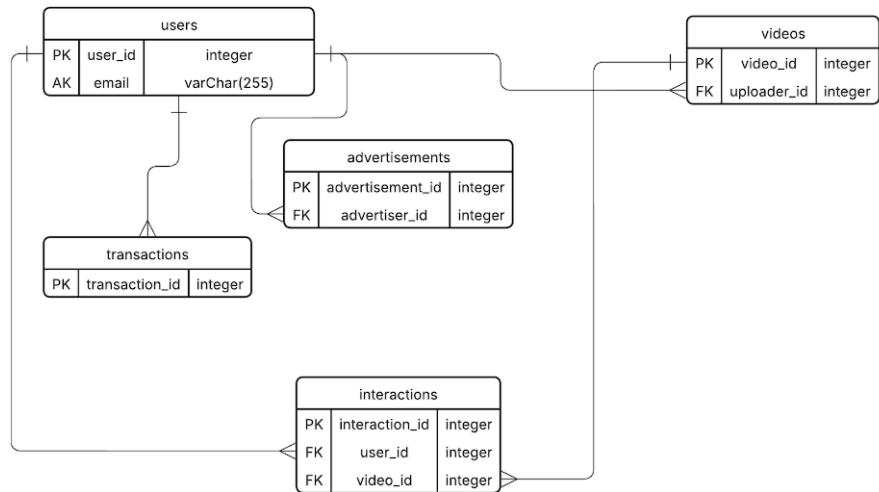 users
PK user_id integer
AK email varChar(255)
videos
PK video_id integer
FK uploader_id integer
advertisements
PK advertisement_id integer
FK advertiser_id integer
transactions
PK transaction_id integer
interactions
PK interaction_id integer
FK user_id integer
FK video_id integer